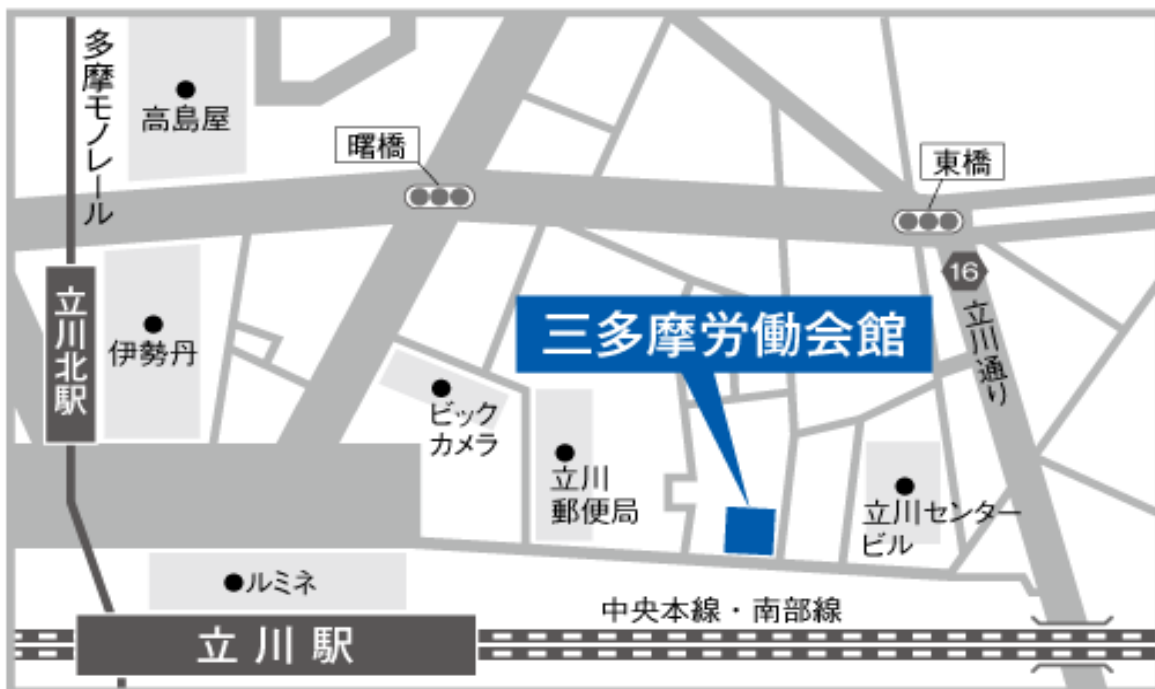 多摩モノレール
高島屋
曙橋
東橋
16
立川通り
立川北駅
伊勢丹
三多摩労働会館
ビック
カメラ
立川
郵便局
立川センター
ビル
ルミネ
中央本線・南部線
立川駅